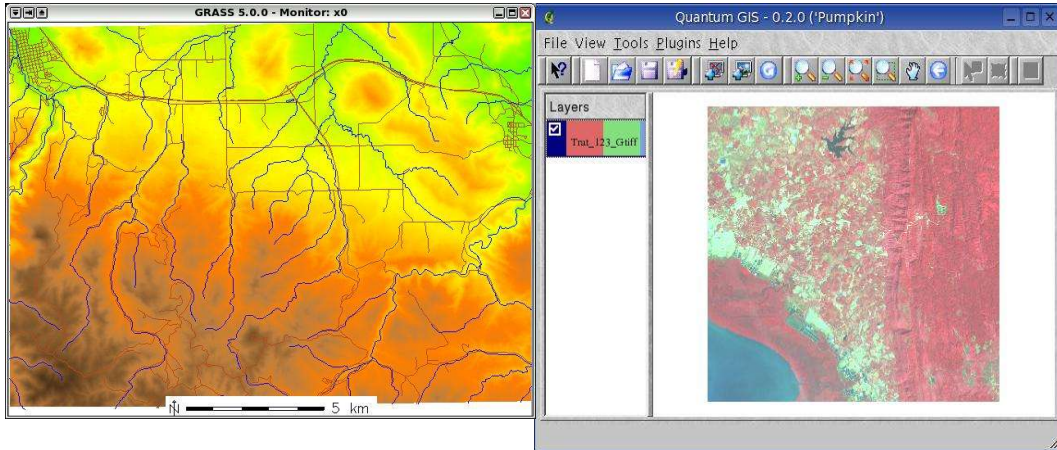 GRASS 5.0.0 - Monitor: x0
N 5 km
Quantum GIS - 0.2.0 ('Pumpkin')
File View Tools Plugins Help
Layers
Trat_123_Gtiff